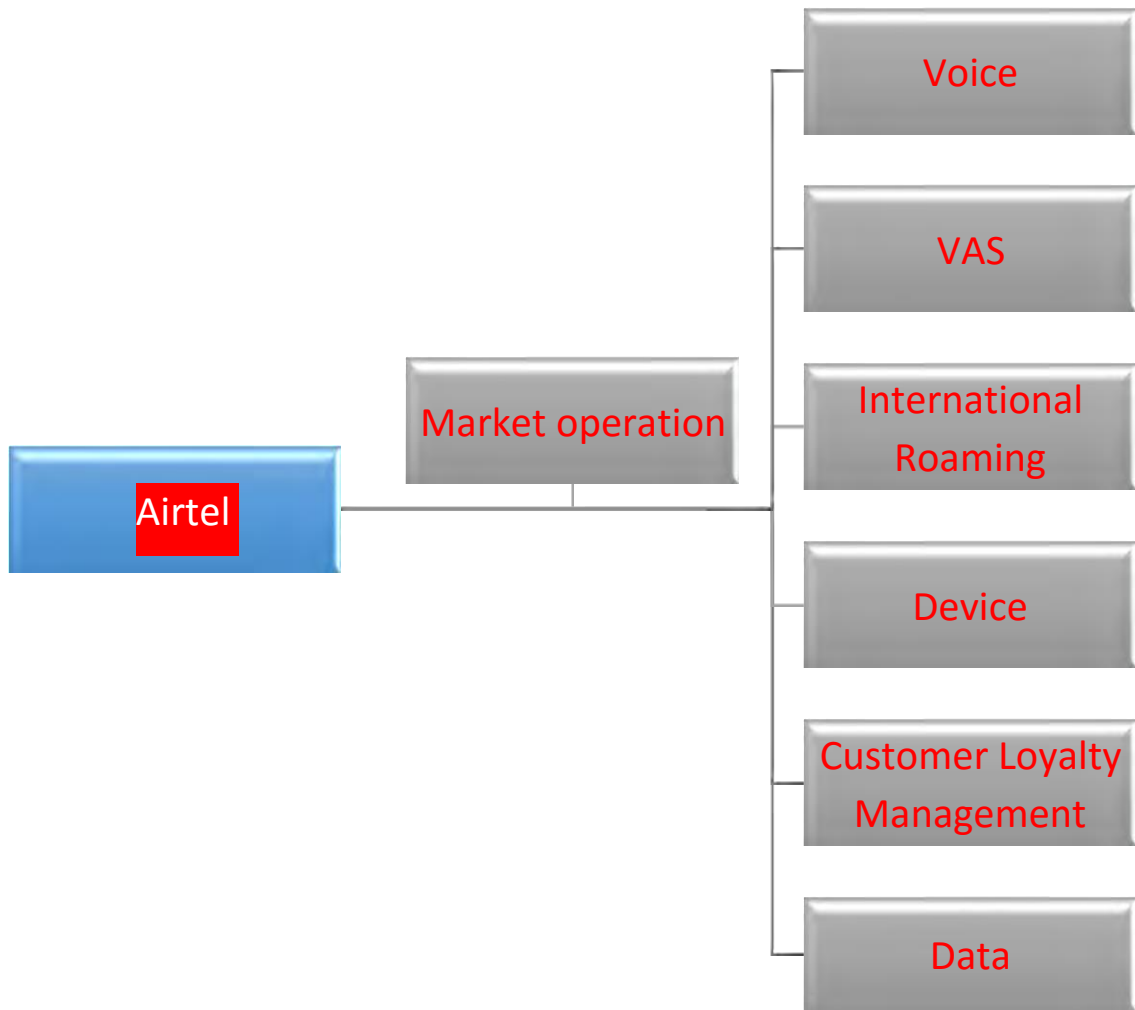 Airtel
Market operation
Voice
VAS
International
Roaming
Device
Customer Loyalty
Management
Data